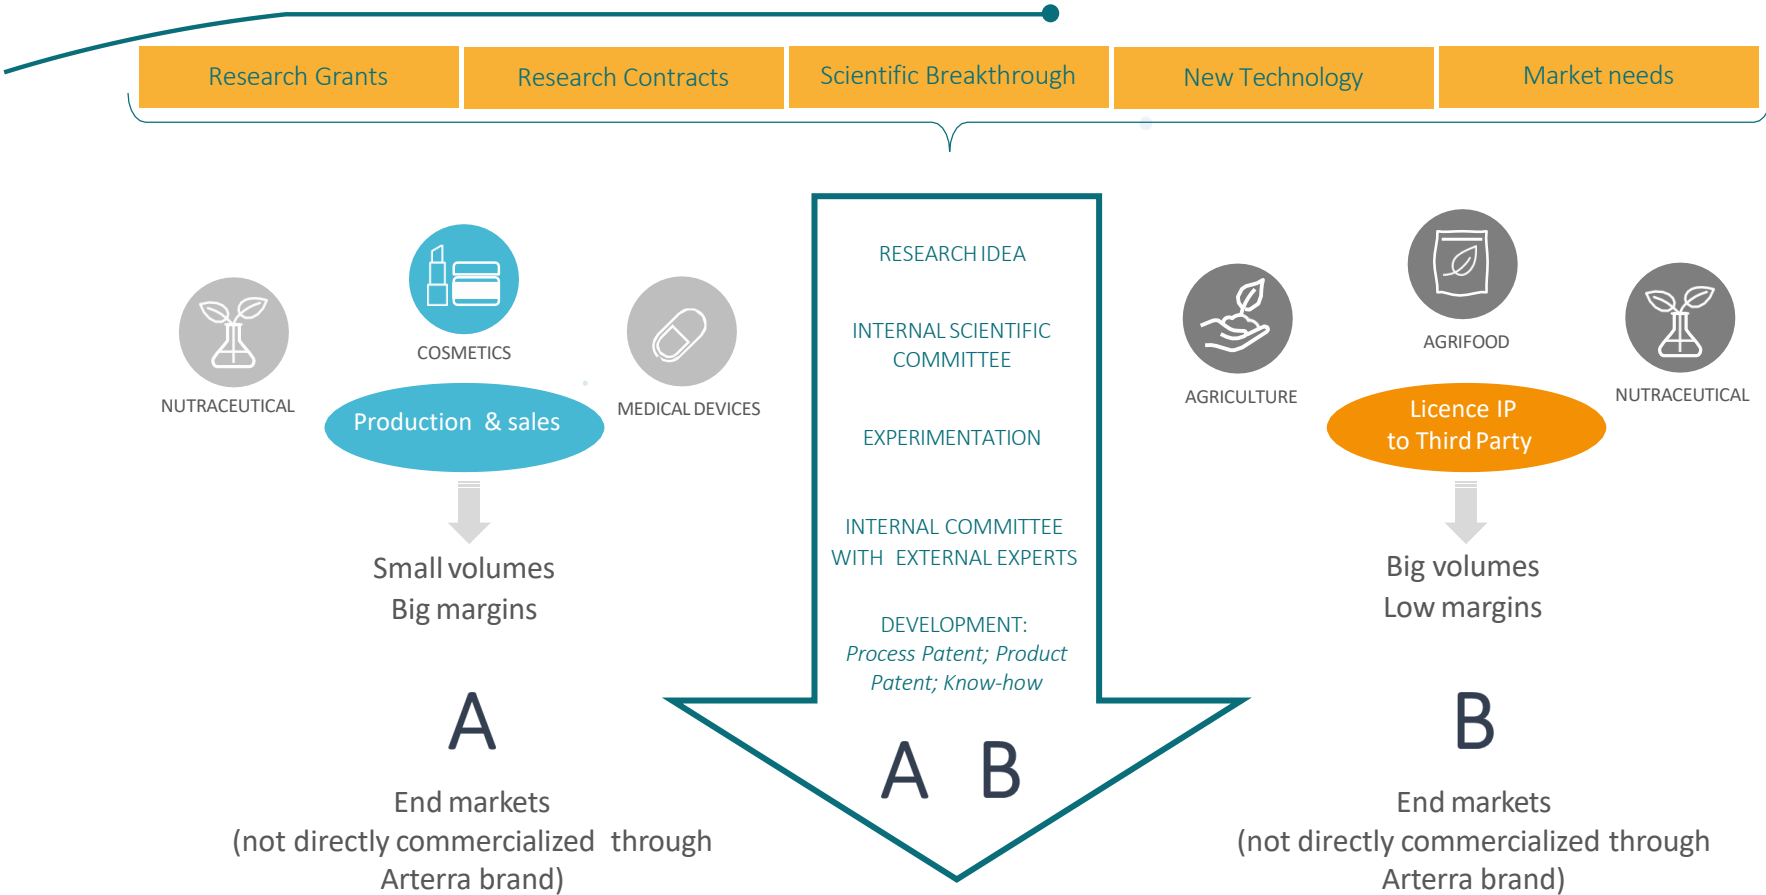 Research Grants
Research Contracts
Scientific Breakthrough
New Technology
Market needs
NUTRACEUTICAL
COSMETICS
MEDICAL DEVICES
Production & sales
Small volumes
Big margins
A
End markets
(not directly commercialized through
Arterra brand)
RESEARCH IDEA
INTERNAL SCIENTIFIC
COMMITTEE
EXPERIMENTATION
INTERNAL COMMITTEE
WITH EXTERNAL EXPERTS
DEVELOPMENT:
Process Patent; Product
Patent; Know-how
A B
AGRICULTURE
AGRIFOOD
NUTRACEUTICAL
Licence IP
to Third Party
Big volumes
Low margins
B
End markets
(not directly commercialized through
Arterra brand)